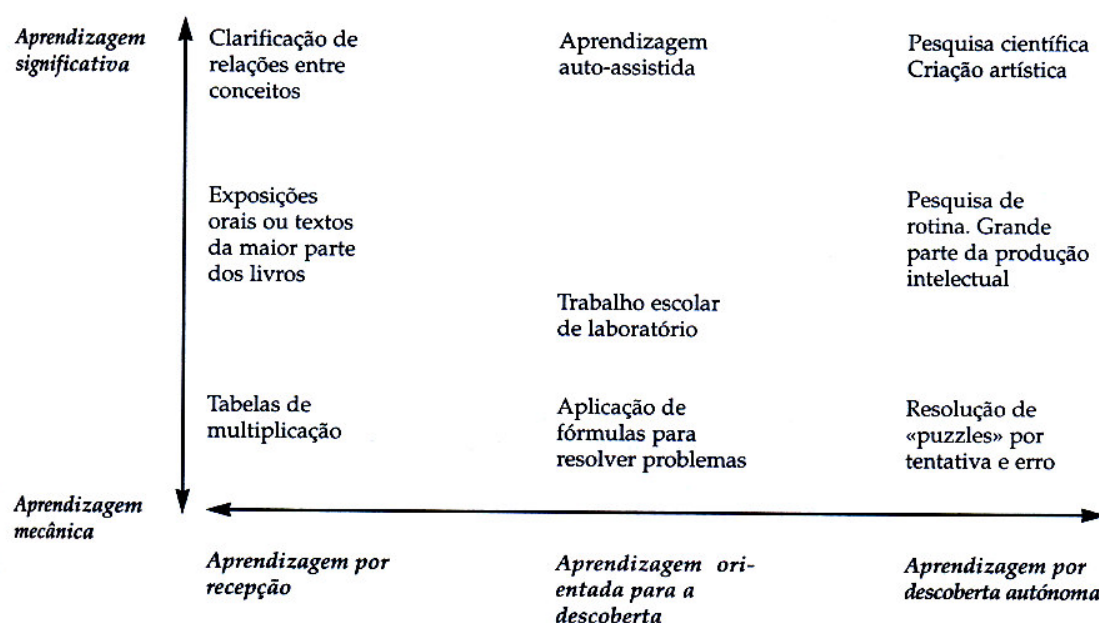 Aprendizagem
significativa
Clarificação de
relações entre
conceitos
Aprendizagem
auto-assistida
Pesquisa científica
Criação artística
Exposições
orais ou textos
da maior parte
dos livros
Pesquisa de
rotina. Grande
parte da produção
intelectual
Trabalho escolar
de laboratório
Tabelas de
multiplicação
Aplicação de
fórmulas para
resolver problemas
Resolução de
«puzzles» por
tentativa e erro
Aprendizagem
mecânica
Aprendizagem por
recepção
Aprendizagem ori-
entada para a
descoberta
Aprendizagem por
descoberta autónoma